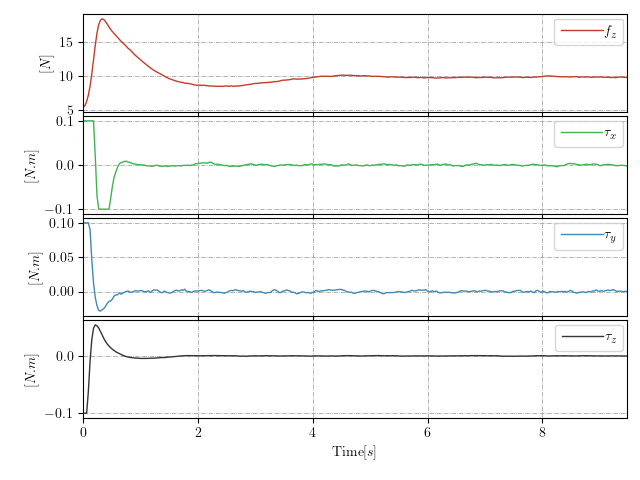 [N]
15
10
5
f_z
[N.m]
0.1
0.0
−0.1
τ_x
[N.m]
0.10
0.05
0.00
τ_y
[N.m]
0.0
−0.1
τ_z
0 2 4 6 8
Time[s]